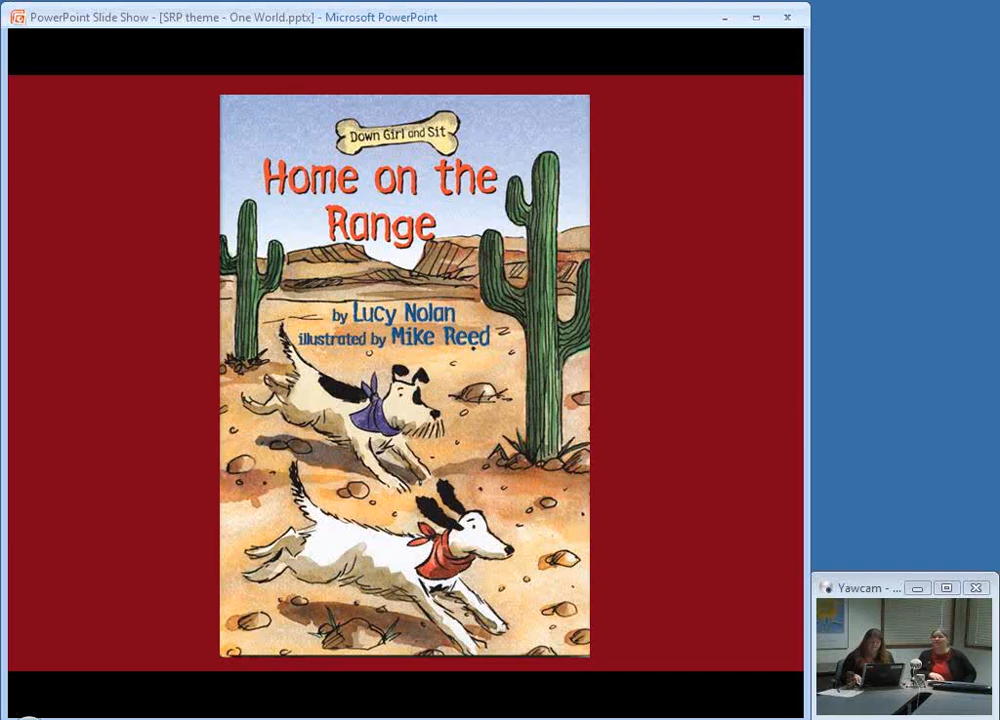 PowerPoint Slide Show - [SRP theme - One World.pptx] - Microsoft PowerPoint
Down Girl and Sit
Home on the
Range
by Lucy Nolan
illustrated by Mike Reed
Yawcam - ...